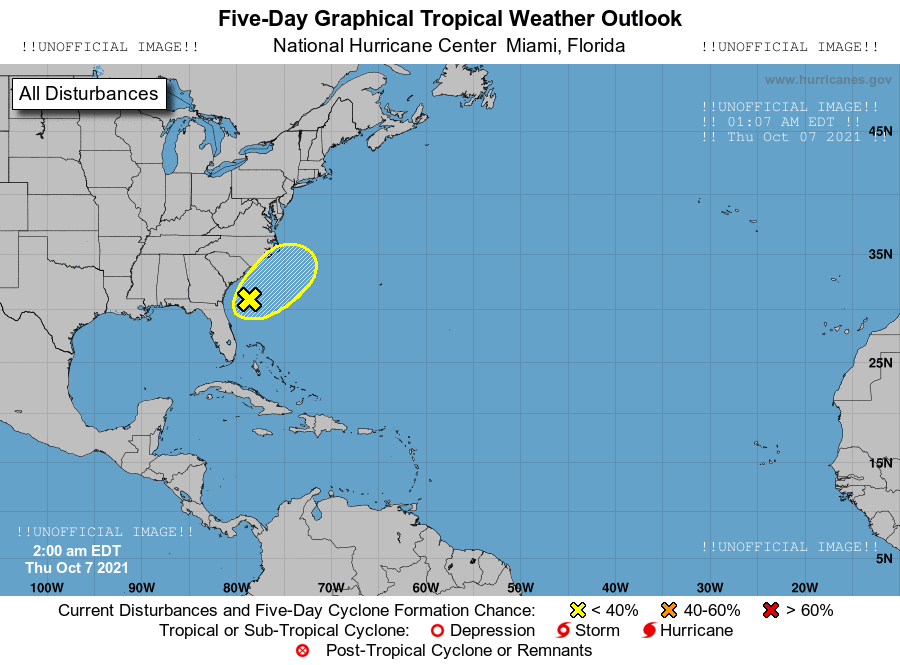 Five-Day Graphical Tropical Weather Outlook
!!UNOFFICIAL IMAGE!!
National Hurricane Center Miami, Florida
!!UNOFFICIAL IMAGE!!
www.hurricanes.gov
All Disturbances
!!UNOFFICIAL IMAGE!!
!! 01:07 AM EDT !!
!! Thu Oct 07 2021 !!
45N
35N
25N
15N
5N
!!UNOFFICIAL IMAGE!!
2:00 am EDT
Thu Oct 7 2021
!!UNOFFICIAL IMAGE!!
100W 90W 80W 70W 60W 50W 40W 30W 20W
Current Disturbances and Five-Day Cyclone Formation Chance: < 40% 40-60% > 60%
Tropical or Sub-Tropical Cyclone: Depression Storm Hurricane
Post-Tropical Cyclone or Remnants